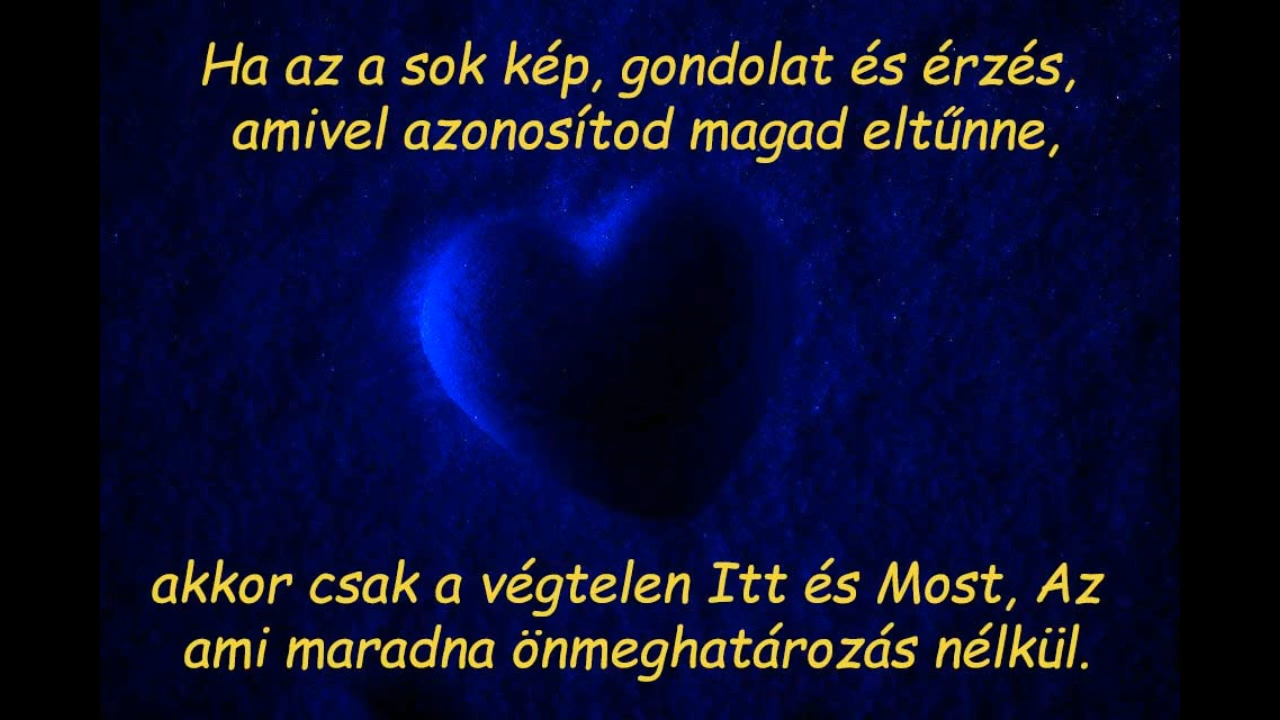 Ha az a sok kép, gondolat és érzés,
amivel azonosítod magad eltűnne,
akkor csak a végtelen Itt és Most, Az
ami maradna önmeghatározás nélkül.